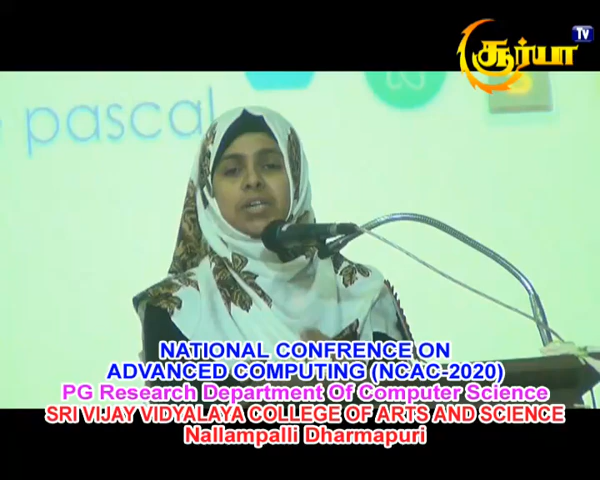 சூர்யா Tv
pascal
NATIONAL CONFRENCE ON
ADVANCED COMPUTING (NCAC-2020)
PG Research Department Of Computer Science
SRI VIJAY VIDYALAYA COLLEGE OF ARTS AND SCIENCE
Nallampalli Dharmapuri